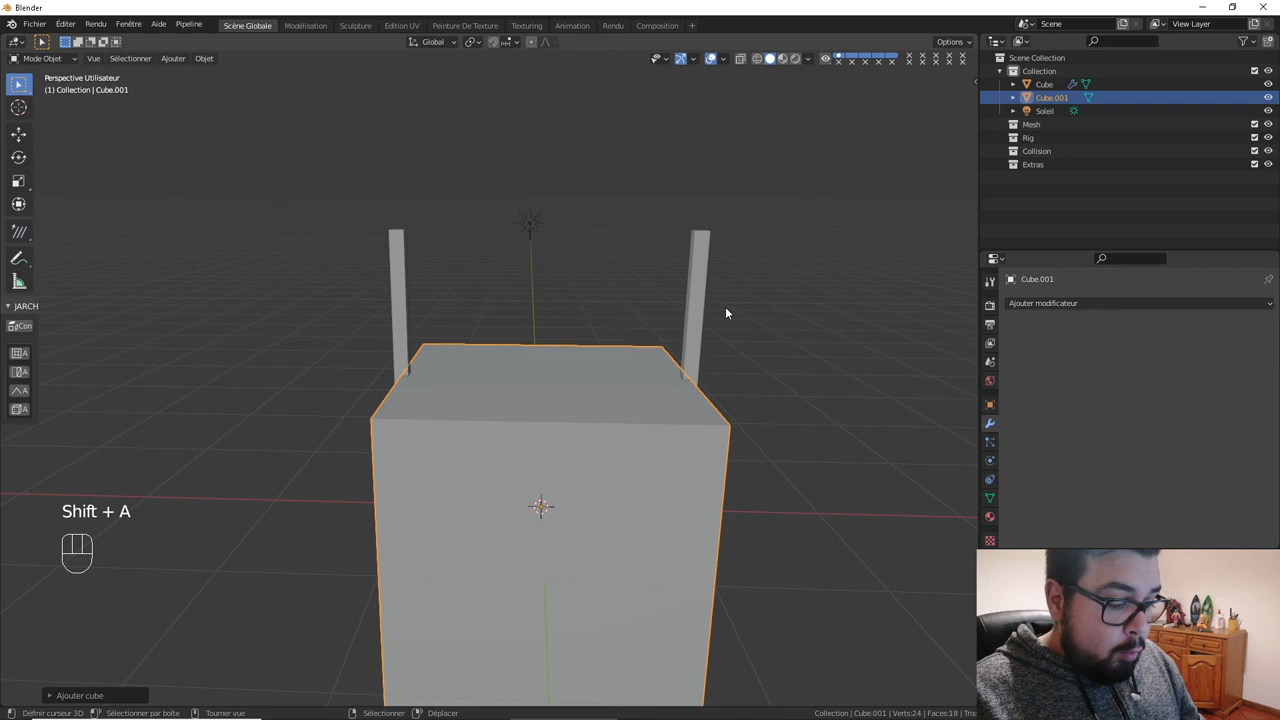 Blender
Fichier Éditer Rendu Fenêtre Aide Pipeline
Scène Globale Modélisation Sculpture Edition UV Peinture De Texture Texturing Animation Rendu Composition +
Scene View Layer
Global Options
Mode Objet Vue Sélectionner Ajouter Objet
Perspective Utilisateur
(1) Collection | Cube.001
Scene Collection
Collection
Cube
Cube.001
Soleil
Mesh
Rig
Collision
Extras
JARCH
Con
A
A
A
A
Cube.001
Ajouter modificateur
Shift + A
Ajouter cube
Définir curseur 3D Sélectionner par boîte Tourner vue Sélectionner Déplacer Collection | Cube.001 | Verts:24 | Faces:18 | Tris: